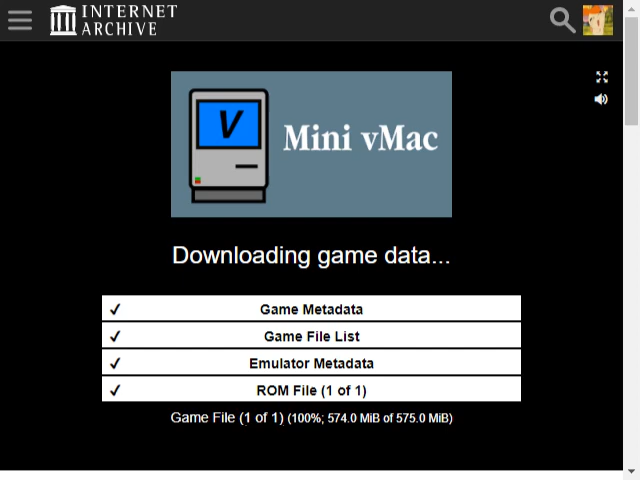 INTERNET
ARCHIVE
V
Mini vMac
Downloading game data...
✔ Game Metadata
✔ Game File List
✔ Emulator Metadata
✔ ROM File (1 of 1)
Game File (1 of 1) (100%; 574.0 MiB of 575.0 MiB)